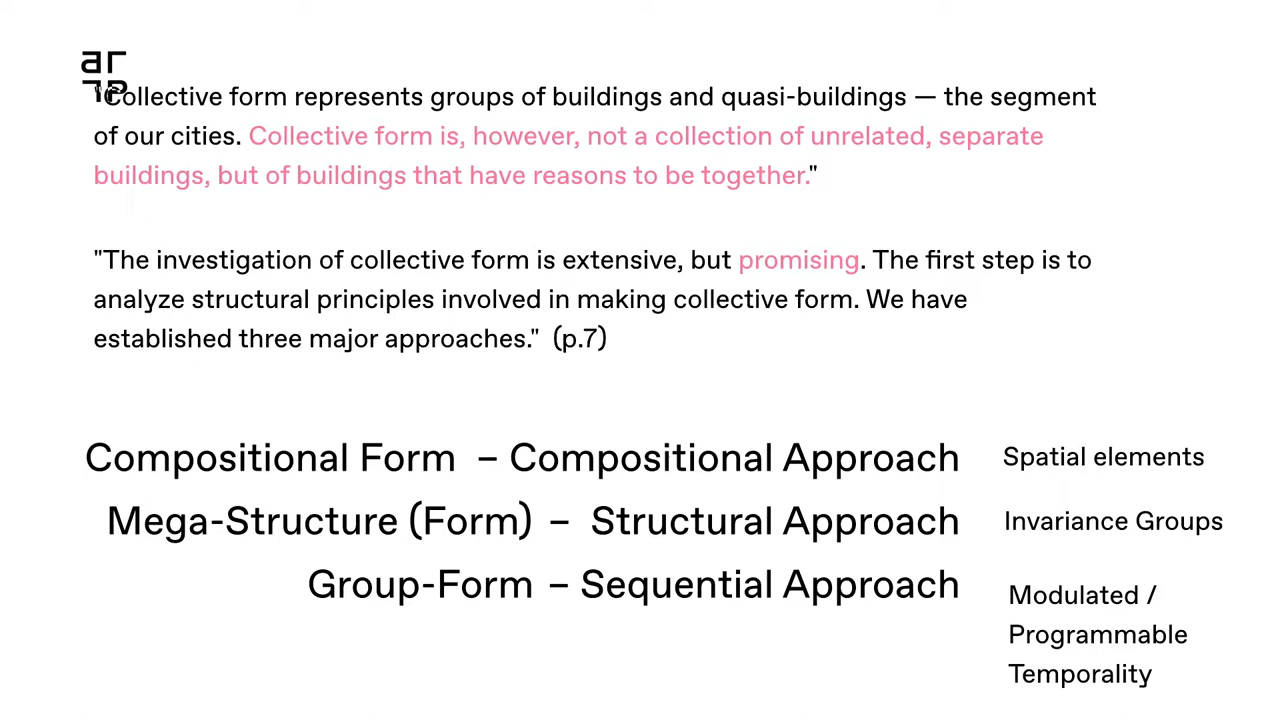 ar
"Collective form represents groups of buildings and quasi-buildings — the segment
of our cities. Collective form is, however, not a collection of unrelated, separate
buildings, but of buildings that have reasons to be together."
"The investigation of collective form is extensive, but promising. The first step is to
analyze structural principles involved in making collective form. We have
established three major approaches." (p.7)
Compositional Form – Compositional Approach Spatial elements
Mega-Structure (Form) – Structural Approach Invariance Groups
Group-Form – Sequential Approach
Modulated /
Programmable
Temporality